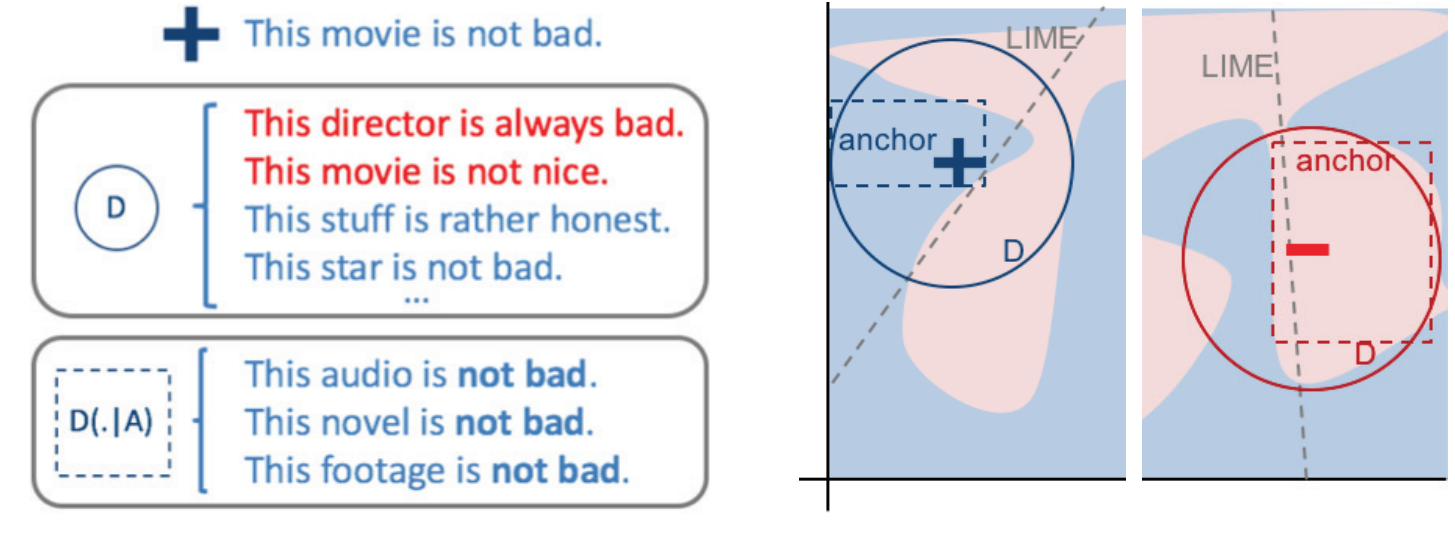 This movie is not bad.
D
This director is always bad.
This movie is not nice.
This stuff is rather honest.
This star is not bad.
...
D(.|A)
This audio is not bad.
This novel is not bad.
This footage is not bad.
LIME
anchor
D
LIME
anchor
D